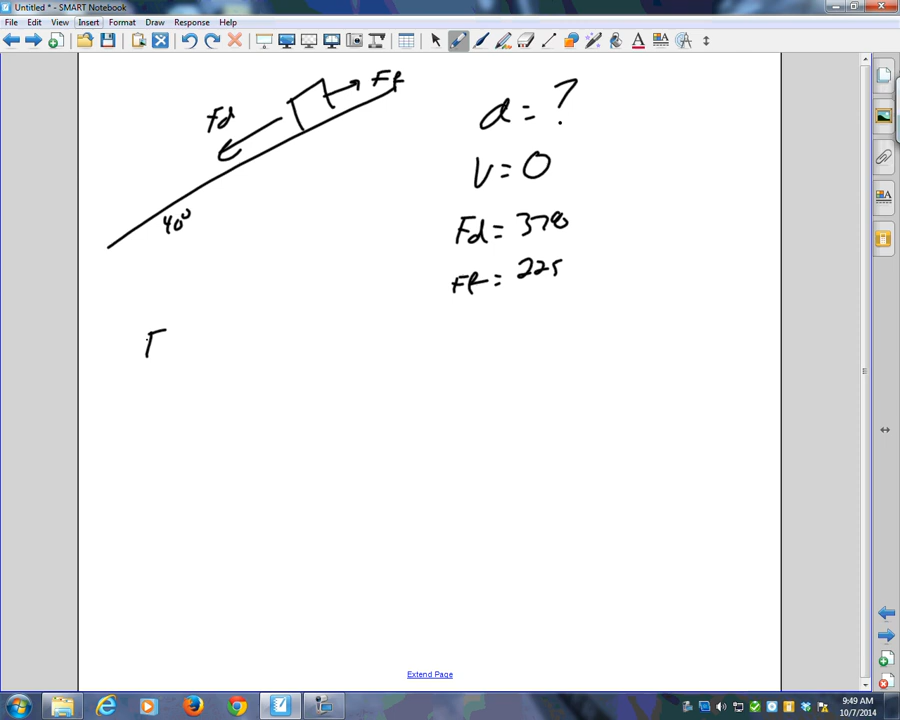 Untitled * - SMART Notebook
File Edit View Insert Format Draw Response Help
Fd
FF
40°
a = ?
V = 0
Fd = 378
FF = 225
F
Extend Page
9:49 AM
10/7/2014